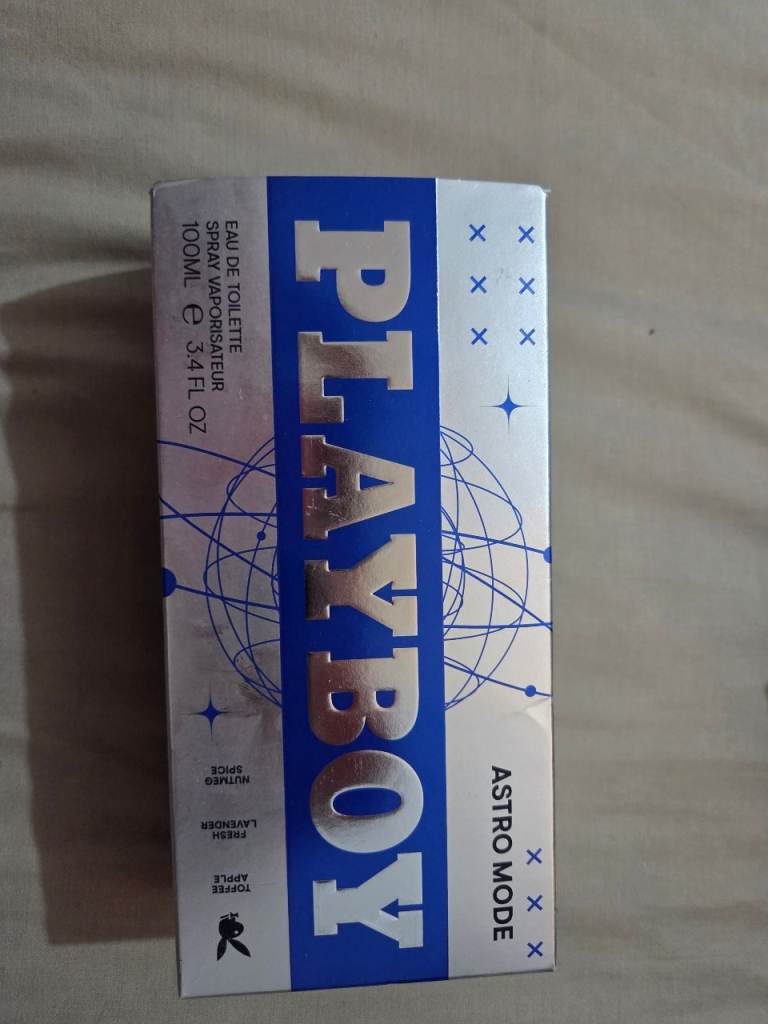 PLAYBOY
ASTRO MODE
EAU DE TOILETTE
SPRAY VAPORISATEUR
100ML ℮ 3.4 FL OZ
NUTMEG
SPICE
FRESH
LAVENDER
TOFFEE
APPLE